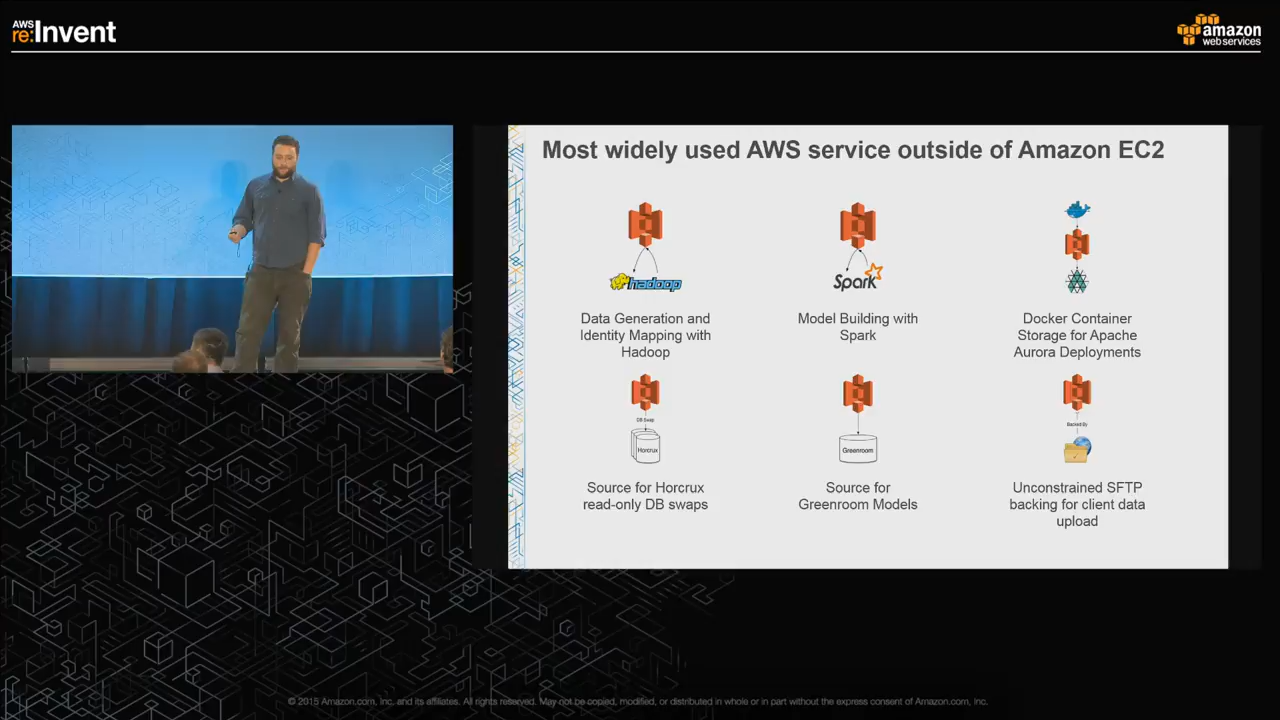 AWS
re:Invent
amazon
web services
Most widely used AWS service outside of Amazon EC2
hadoop
Spark
Data Generation and
Identity Mapping with
Hadoop
Model Building with
Spark
Docker Container
Storage for Apache
Aurora Deployments
DB Swap
Horcrux
Greenroom
Backed By
Source for Horcrux
read-only DB swaps
Source for
Greenroom Models
Unconstrained SFTP
backing for client data
upload
© 2015 Amazon.com, Inc. and its affiliates. All rights reserved. May not be copied, modified, or distributed in whole or in part without the express consent of Amazon.com, Inc.